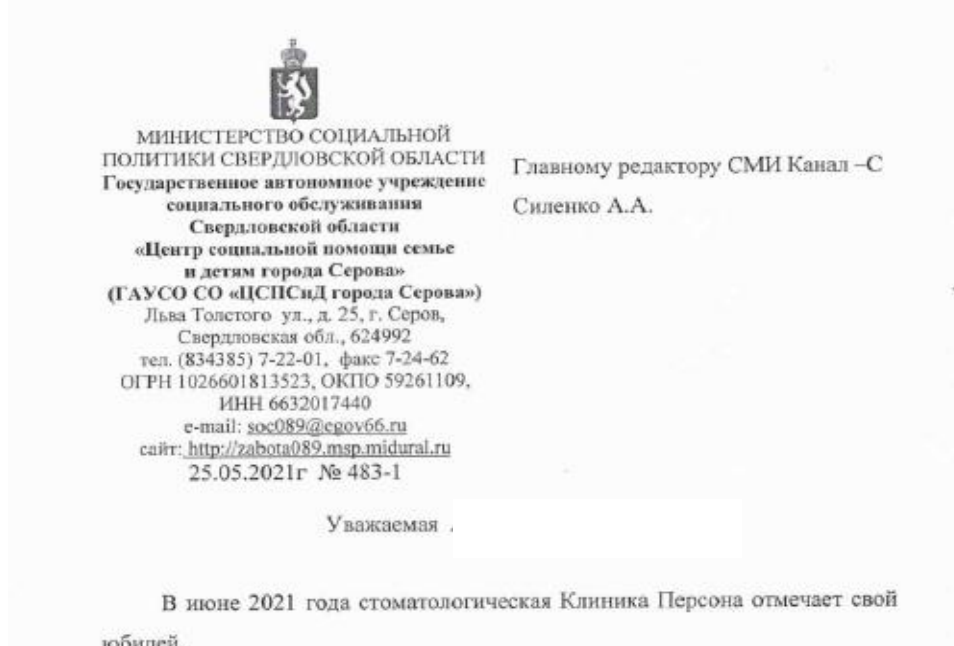 МИНИСТЕРСТВО СОЦИАЛЬНОЙ
ПОЛИТИКИ СВЕРДЛОВСКОЙ ОБЛАСТИ
Государственное автономное учреждение
социального обслуживания
Свердловской области
«Центр социальной помощи семье
и детям города Серова»
(ГАУСО СО «ЦСПСиД города Серова»)
Льва Толстого ул., д. 25, г. Серов,
Свердловская обл., 624992
тел. (834385) 7-22-01, факс 7-24-62
ОГРН 1026601813523, ОКПО 59261109,
ИНН 6632017440
e-mail: soc089@egov66.ru
сайт: http://zabota089.msp.midural.ru
25.05.2021г № 483-1
Главному редактору СМИ Канал –С
Силенко А.А.
Уважаемая
В июне 2021 года стоматологическая Клиника Персона отмечает свой
юбилей.